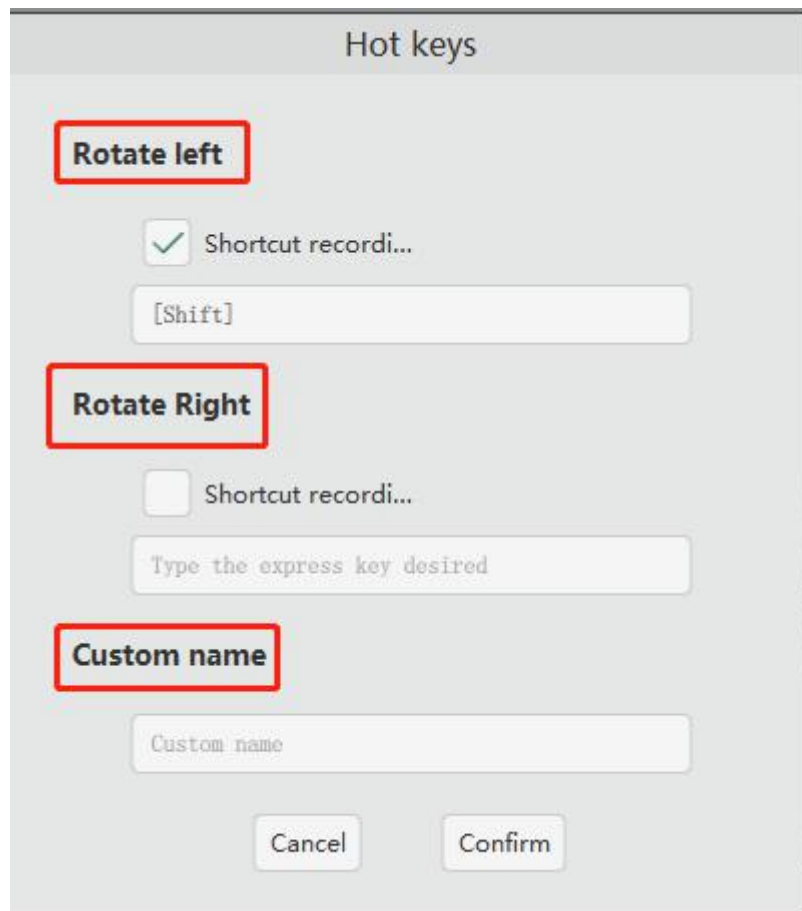 Hot keys
Rotate left
Shortcut recordi...
[Shift]
Rotate Right
Shortcut recordi...
Type the express key desired
Custom name
Custom name
Cancel Confirm